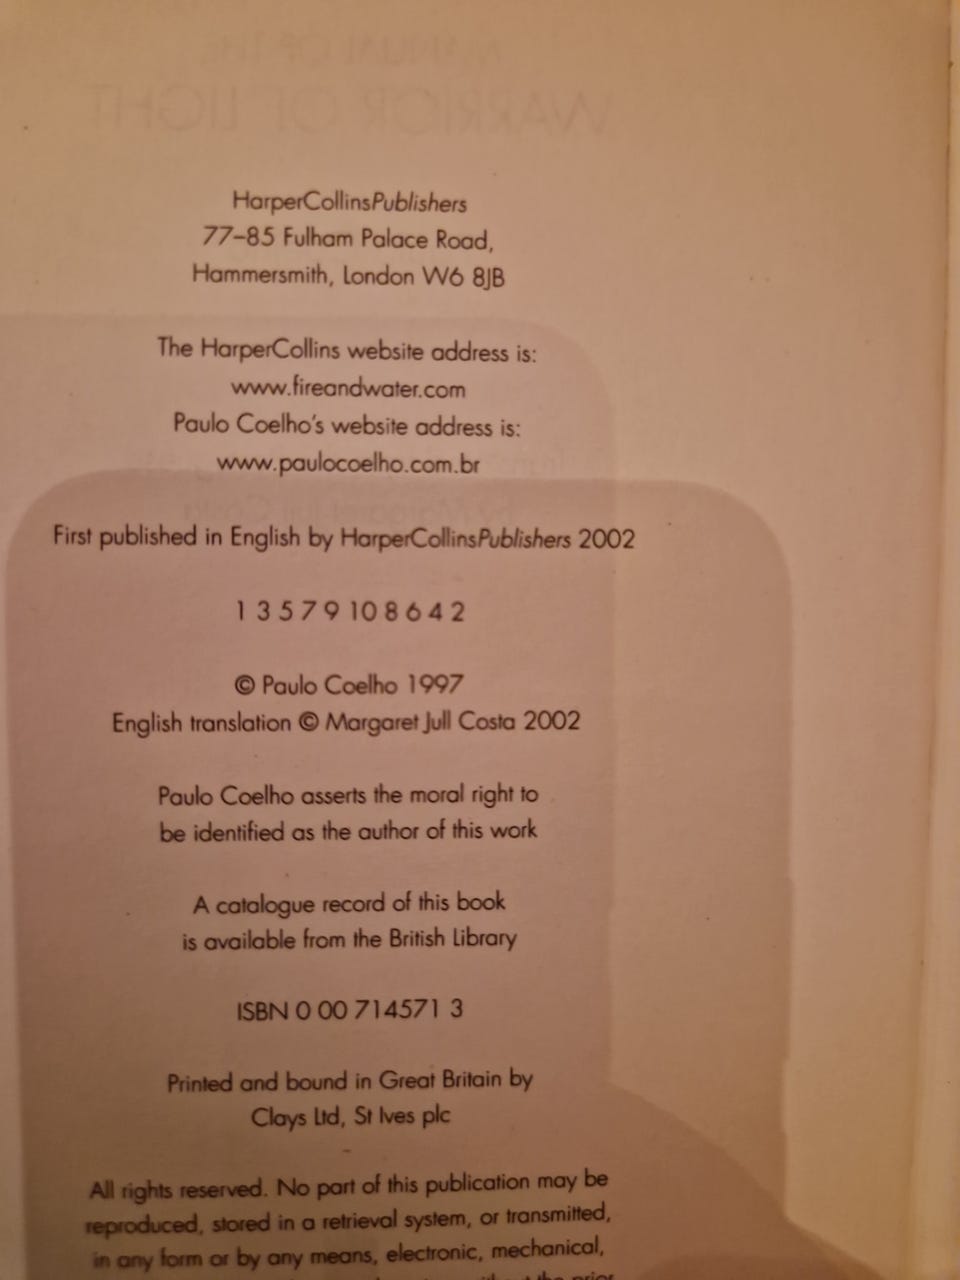 HarperCollinsPublishers
77–85 Fulham Palace Road,
Hammersmith, London W6 8JB
The HarperCollins website address is:
www.fireandwater.com
Paulo Coelho's website address is:
www.paulocoelho.com.br
First published in English by HarperCollinsPublishers 2002
1 3 5 7 9 10 8 6 4 2
© Paulo Coelho 1997
English translation © Margaret Jull Costa 2002
Paulo Coelho asserts the moral right to
be identified as the author of this work
A catalogue record of this book
is available from the British Library
ISBN 0 00 714571 3
Printed and bound in Great Britain by
Clays Ltd, St Ives plc
All rights reserved. No part of this publication may be
reproduced, stored in a retrieval system, or transmitted,
in any form or by any means, electronic, mechanical,
without the prior